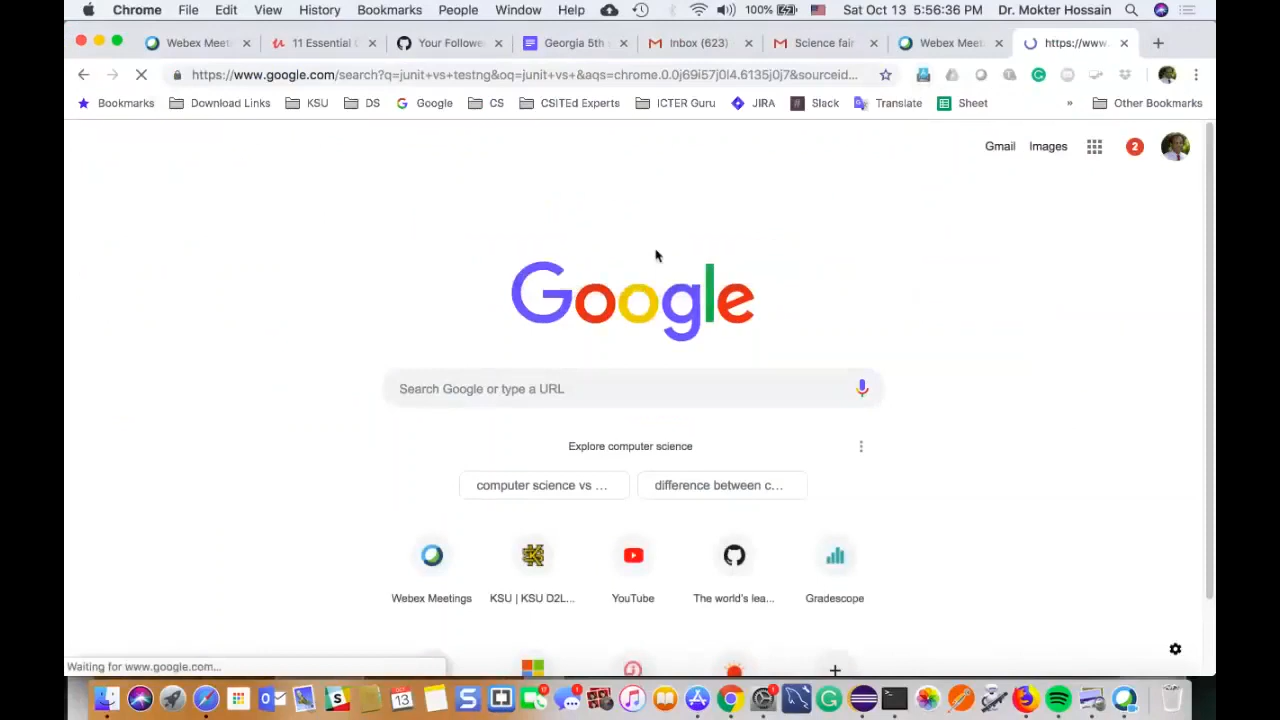 Chrome File Edit View History Bookmarks People Window Help 100% Sat Oct 13 5:56:36 PM Dr. Mokter Hossain
Webex Meet 11 Essential Your Follow Georgia 5th Inbox (623) Science fair Webex Meet https://www.
https://www.google.com/search?q=junit+vs+testng&oq=junit+vs+&aqs=chrome.0.0j69i57j0l4.6135j0j7&sourceid...
Bookmarks Download Links KSU DS Google CS CSITEd Experts ICTER Guru JIRA Slack Translate Sheet » Other Bookmarks
Gmail Images 2
Google
Search Google or type a URL
Explore computer science
computer science vs ... difference between c...
Webex Meetings KSU | KSU D2L... YouTube The world's lea... Gradescope
Waiting for www.google.com...